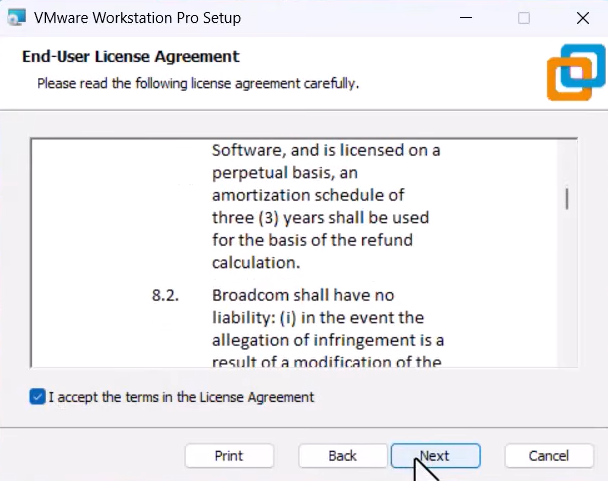 VMware Workstation Pro Setup
End-User License Agreement
Please read the following license agreement carefully.
Software, and is licensed on a
perpetual basis, an
amortization schedule of
three (3) years shall be used
for the basis of the refund
calculation.
8.2. Broadcom shall have no
liability: (i) in the event the
allegation of infringement is a
result of a modification of the
I accept the terms in the License Agreement
Print Back Next Cancel